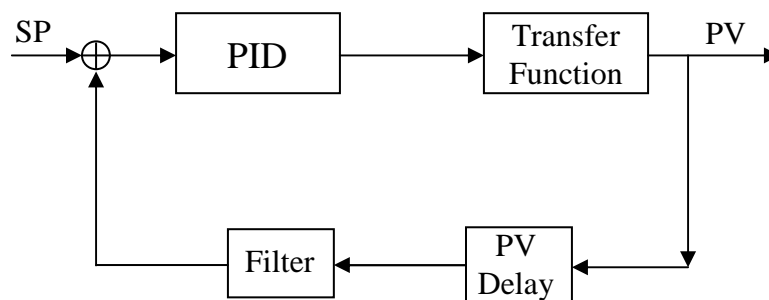 SP
PID
Transfer
Function
PV
Filter
PV
Delay